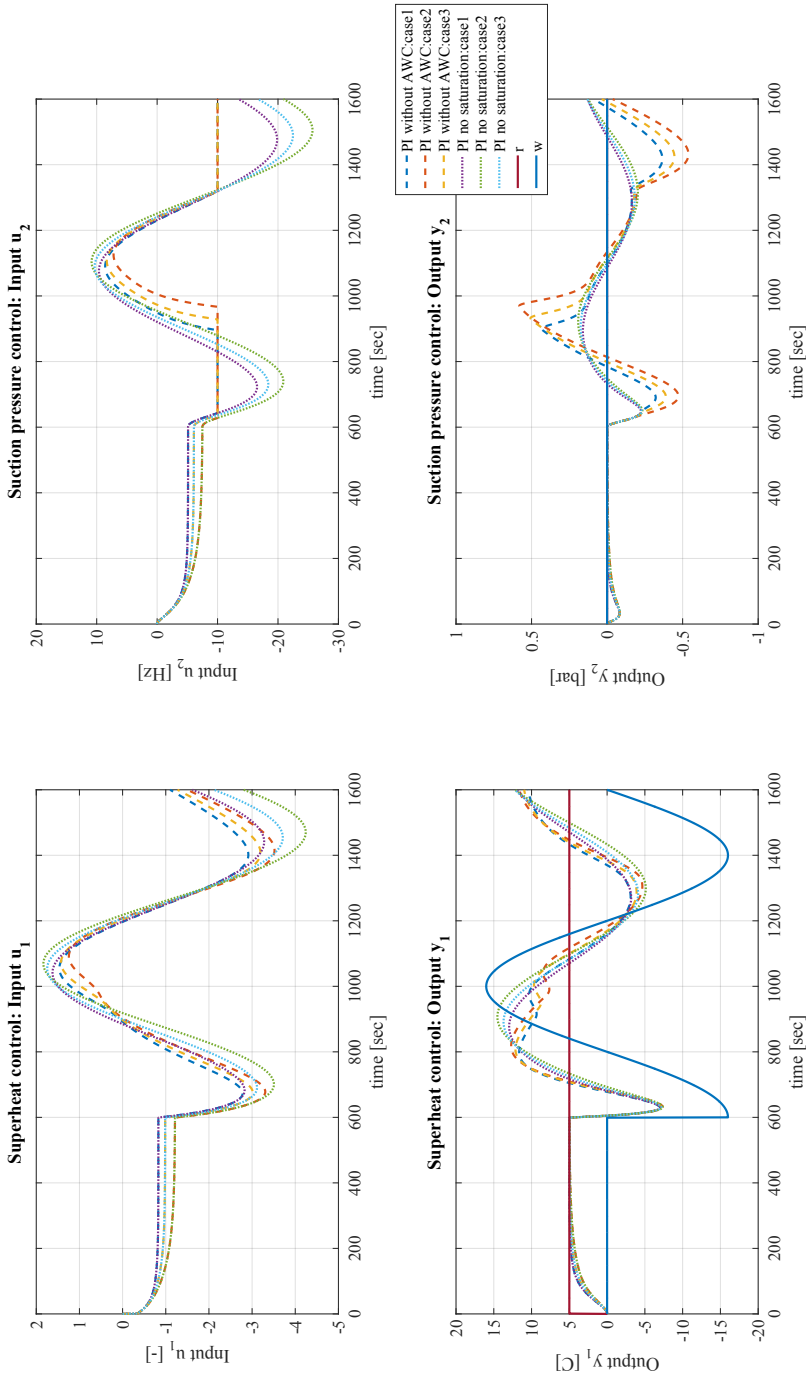 Superheat control: Input u1
Input u1 [-]
2
1
0
-1
-2
-3
-4
-5
0 200 400 600 800 1000 1200 1400 1600
time [sec]
Suction pressure control: Input u2
Input u2 [Hz]
20
10
0
-10
-20
-30
0 200 400 600 800 1000 1200 1400 1600
time [sec]
Superheat control: Output y1
Output y1 [C]
20
15
10
5
0
-5
-10
-15
-20
0 200 400 600 800 1000 1200 1400 1600
time [sec]
Suction pressure control: Output y2
Output y2 [bar]
1
0.5
0
-0.5
-1
0 200 400 600 800 1000 1200 1400 1600
time [sec]
PI without AWC:case1
PI without AWC:case2
PI without AWC:case3
PI no saturation:case1
PI no saturation:case2
PI no saturation:case3
r
w